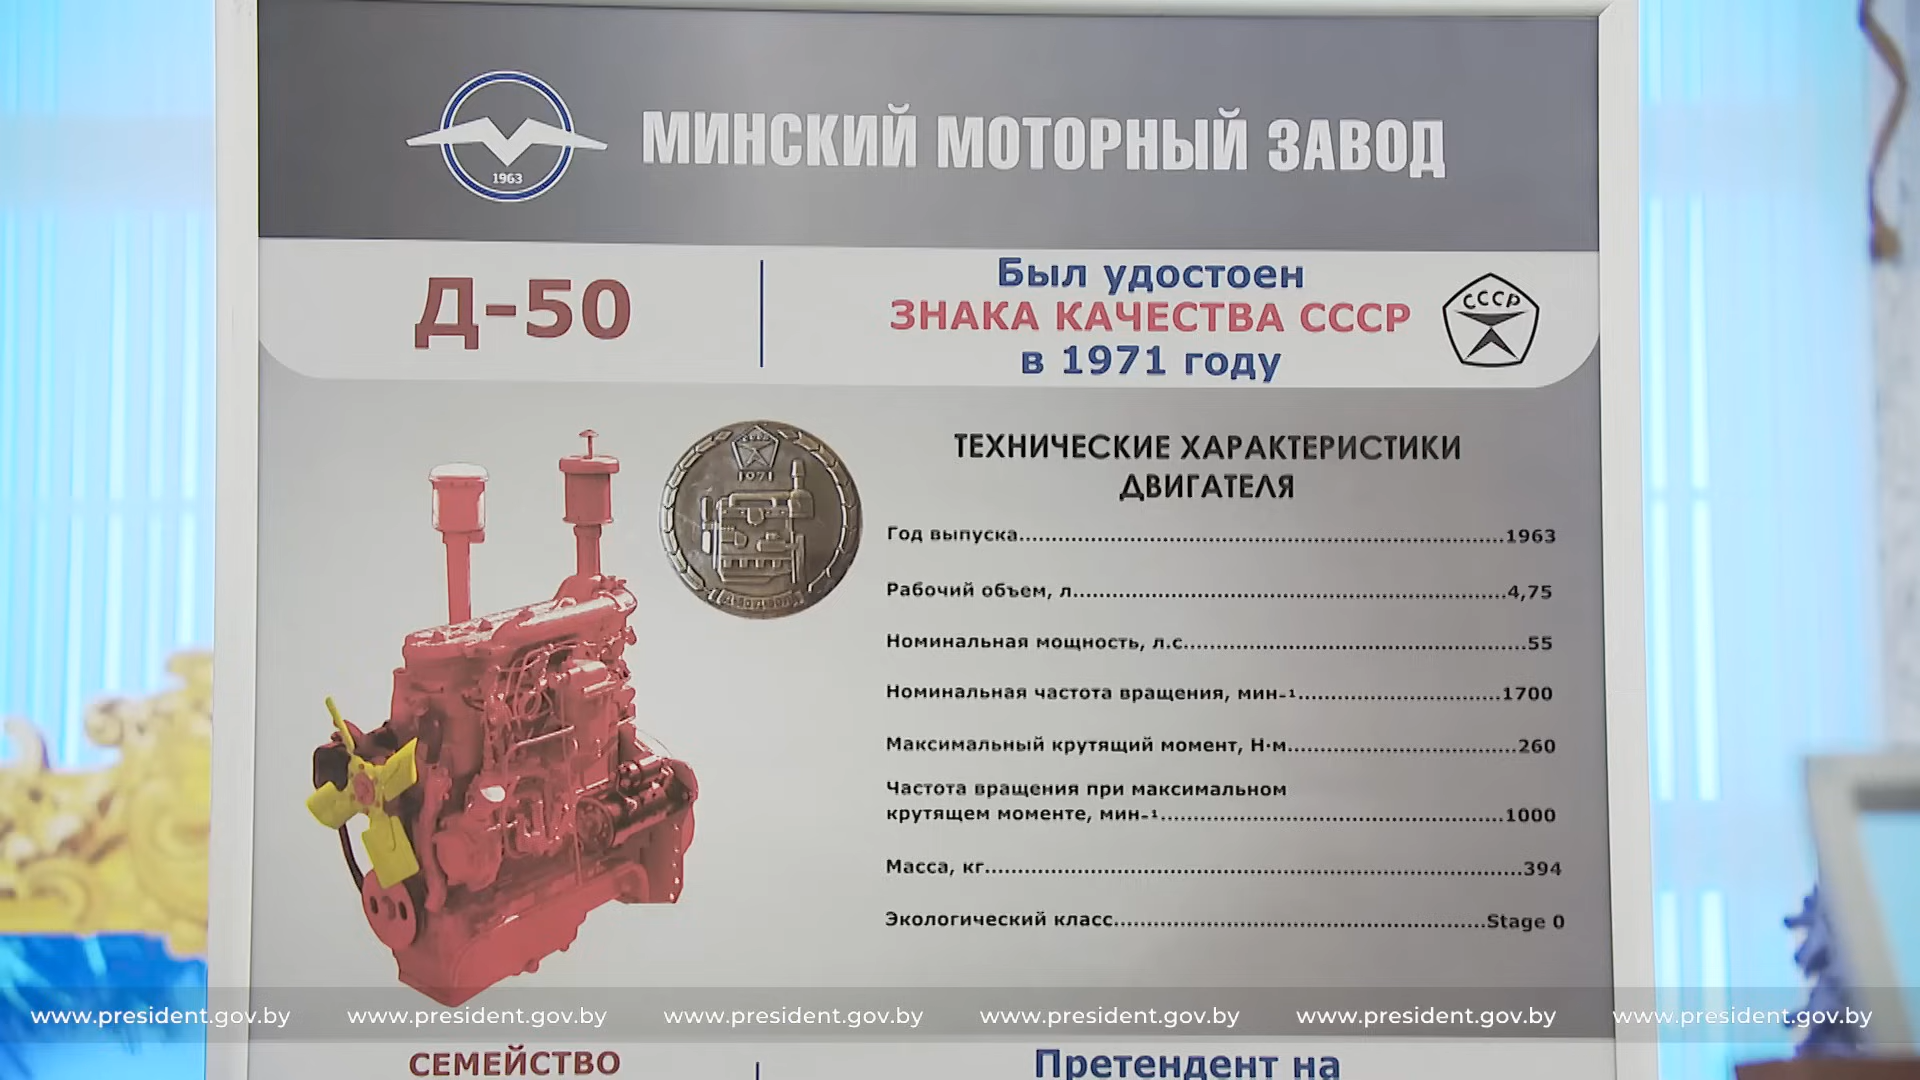 1963
МИНСКИЙ МОТОРНЫЙ ЗАВОД
Д-50
Был удостоен
ЗНАКА КАЧЕСТВА СССР
в 1971 году
СССР
1971
ТЕХНИЧЕСКИЕ ХАРАКТЕРИСТИКИ
ДВИГАТЕЛЯ
Год выпуска 1963
Рабочий объем, л 4,75
Номинальная мощность, л.с. 55
Номинальная частота вращения, мин-¹ 1700
Максимальный крутящий момент, Н·м 260
Частота вращения при максимальном
крутящем моменте, мин-¹ 1000
Масса, кг 394
Экологический класс Stage 0
www.president.gov.by www.president.gov.by www.president.gov.by www.president.gov.by www.president.gov.by www.president.gov.by
СЕМЕЙСТВО
Претендент на